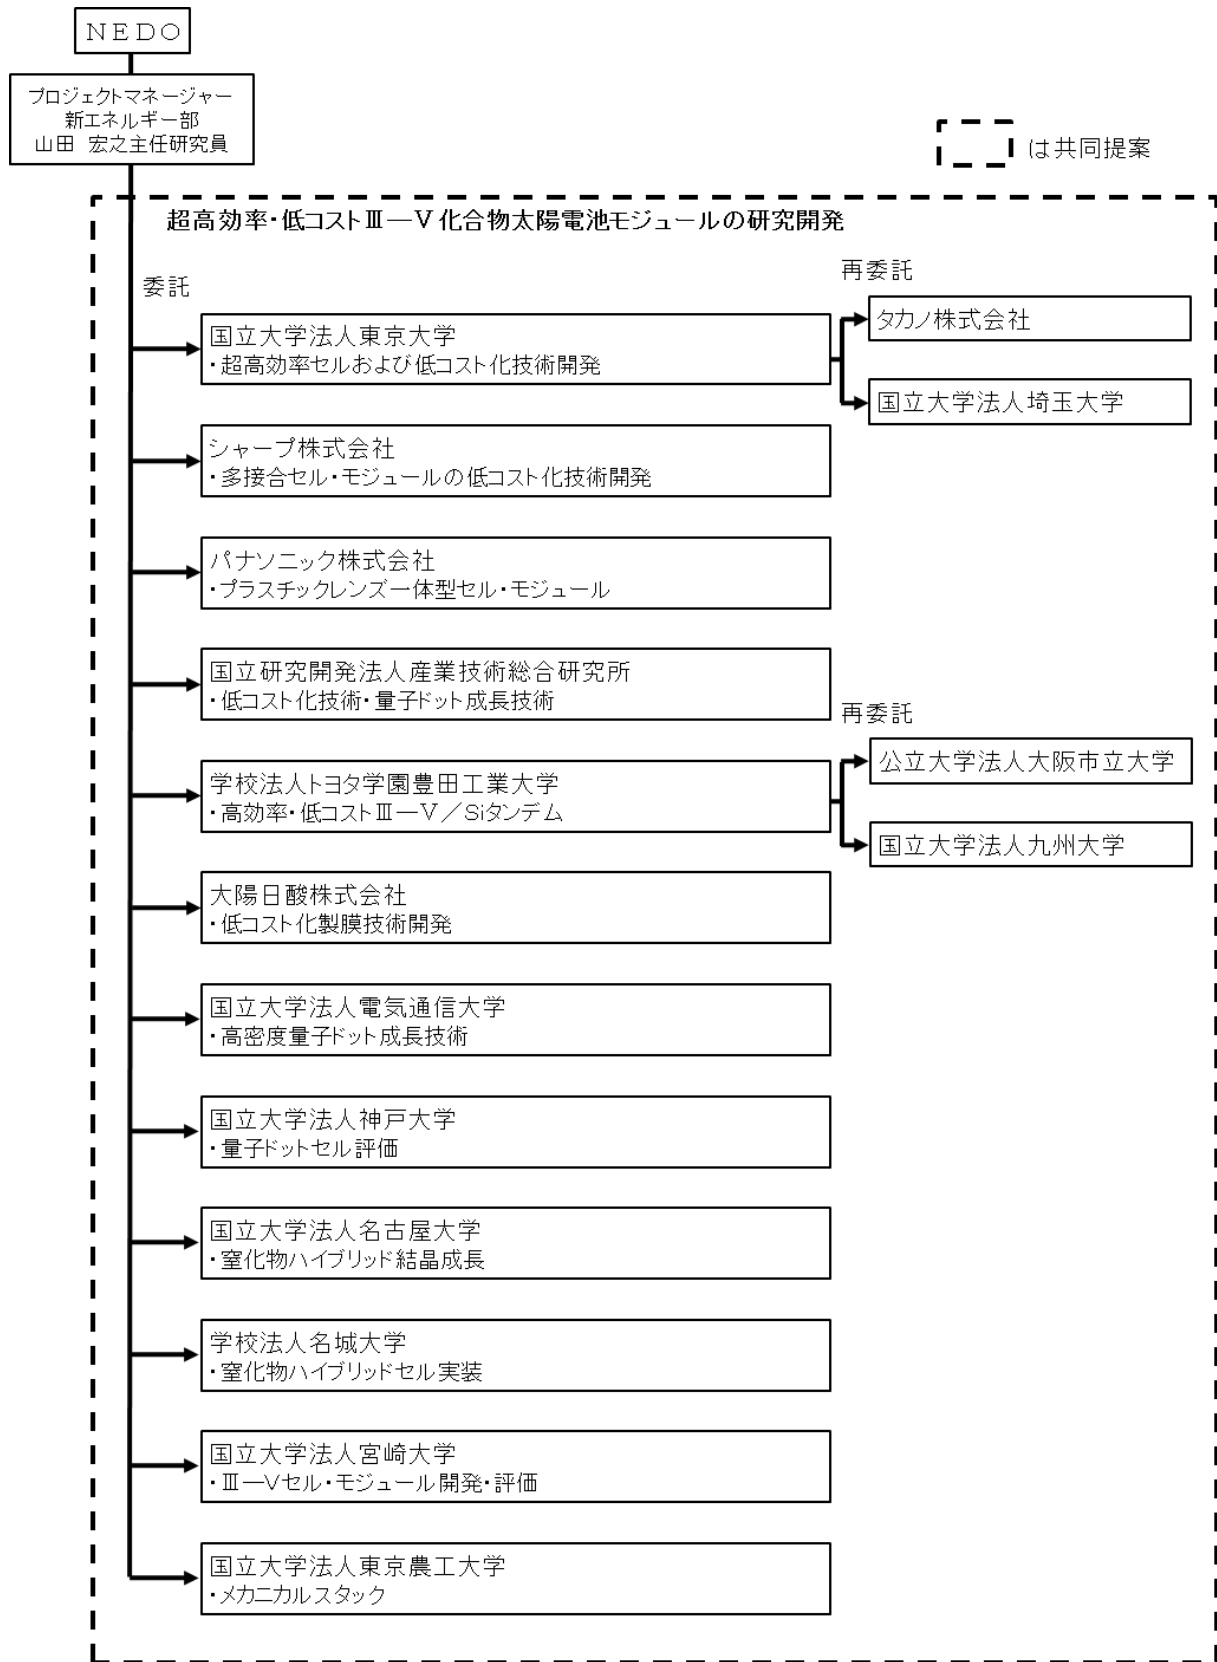 NEDO
プロジェクトマネージャー
新エネルギー部
山田 宏之主任研究員
は共同提案
超高効率・低コストⅢ―Ⅴ化合物太陽電池モジュールの研究開発
委託
再委託
国立大学法人東京大学
・超高効率セルおよび低コスト化技術開発
タカノ株式会社
国立大学法人埼玉大学
シャープ株式会社
・多接合セル・モジュールの低コスト化技術開発
パナソニック株式会社
・プラスチックレンズ一体型セル・モジュール
国立研究開発法人産業技術総合研究所
・低コスト化技術・量子ドット成長技術
再委託
学校法人トヨタ学園豊田工業大学
・高効率・低コストⅢ―Ⅴ/Siタンデム
公立大学法人大阪市立大学
国立大学法人九州大学
大陽日酸株式会社
・低コスト化製膜技術開発
国立大学法人電気通信大学
・高密度量子ドット成長技術
国立大学法人神戸大学
・量子ドットセル評価
国立大学法人名古屋大学
・窒化物ハイブリッド結晶成長
学校法人名城大学
・窒化物ハイブリッドセル実装
国立大学法人宮崎大学
・Ⅲ―Ⅴセル・モジュール開発・評価
国立大学法人東京農工大学
・メカニカルスタック